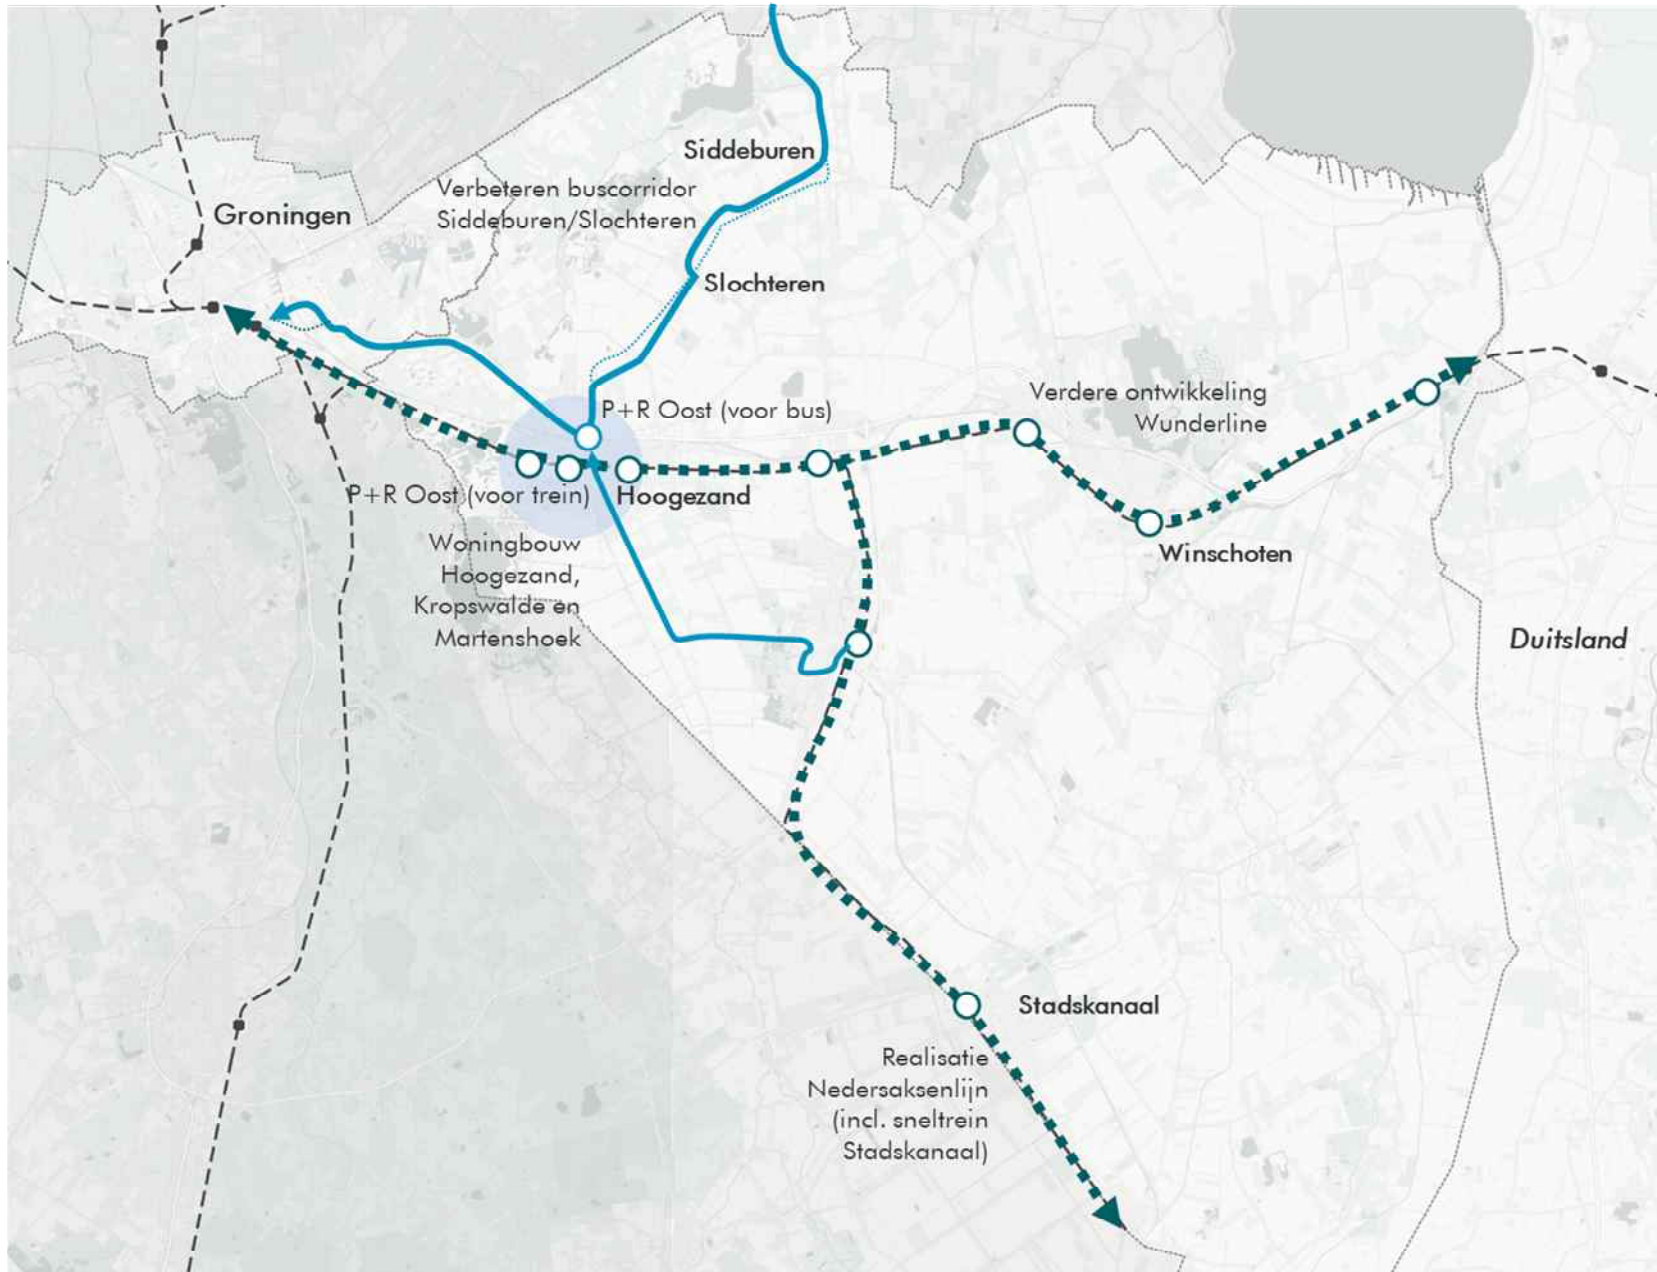 Siddeburen
Verbeteren buscorridor
Siddeburen/Slochteren
Groningen
Slochteren
Verdere ontwikkeling
Wunderline
P+R Oost (voor bus)
P+R Oost (voor trein)
Hoogezand
Woningbouw
Hoogezand,
Kropswalde en
Martenshoek
Winschoten
Duitsland
Stadskanaal
Realisatie
Nedersaksenlijn
(incl. sneltrein
Stadskanaal)